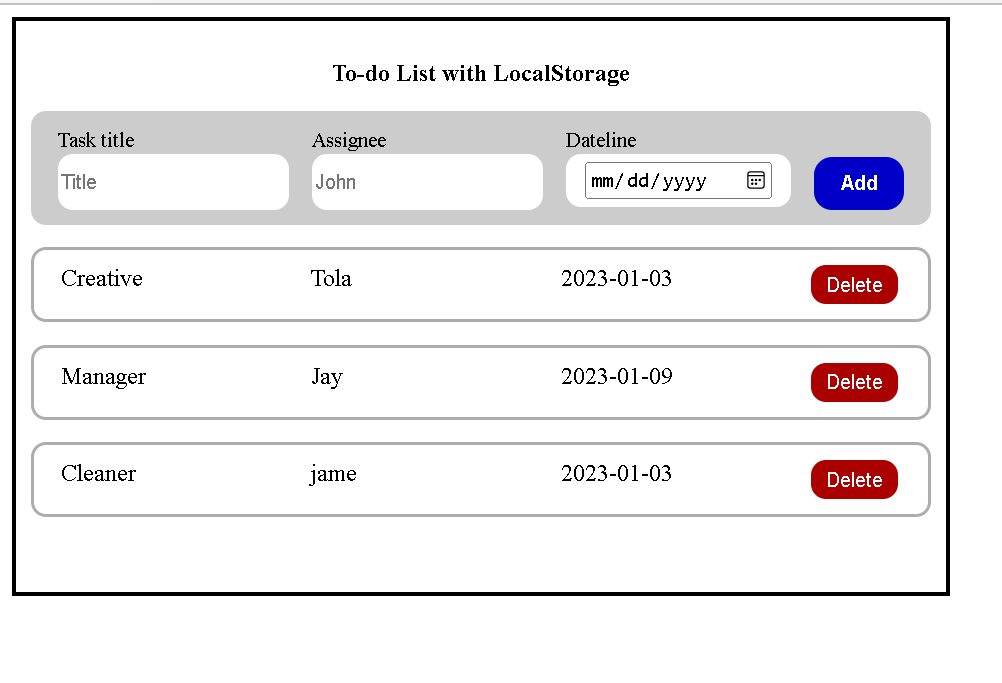 To-do List with LocalStorage
Task title Assignee Dateline
Title John mm/dd/yyyy Add
Creative Tola 2023-01-03 Delete
Manager Jay 2023-01-09 Delete
Cleaner jame 2023-01-03 Delete